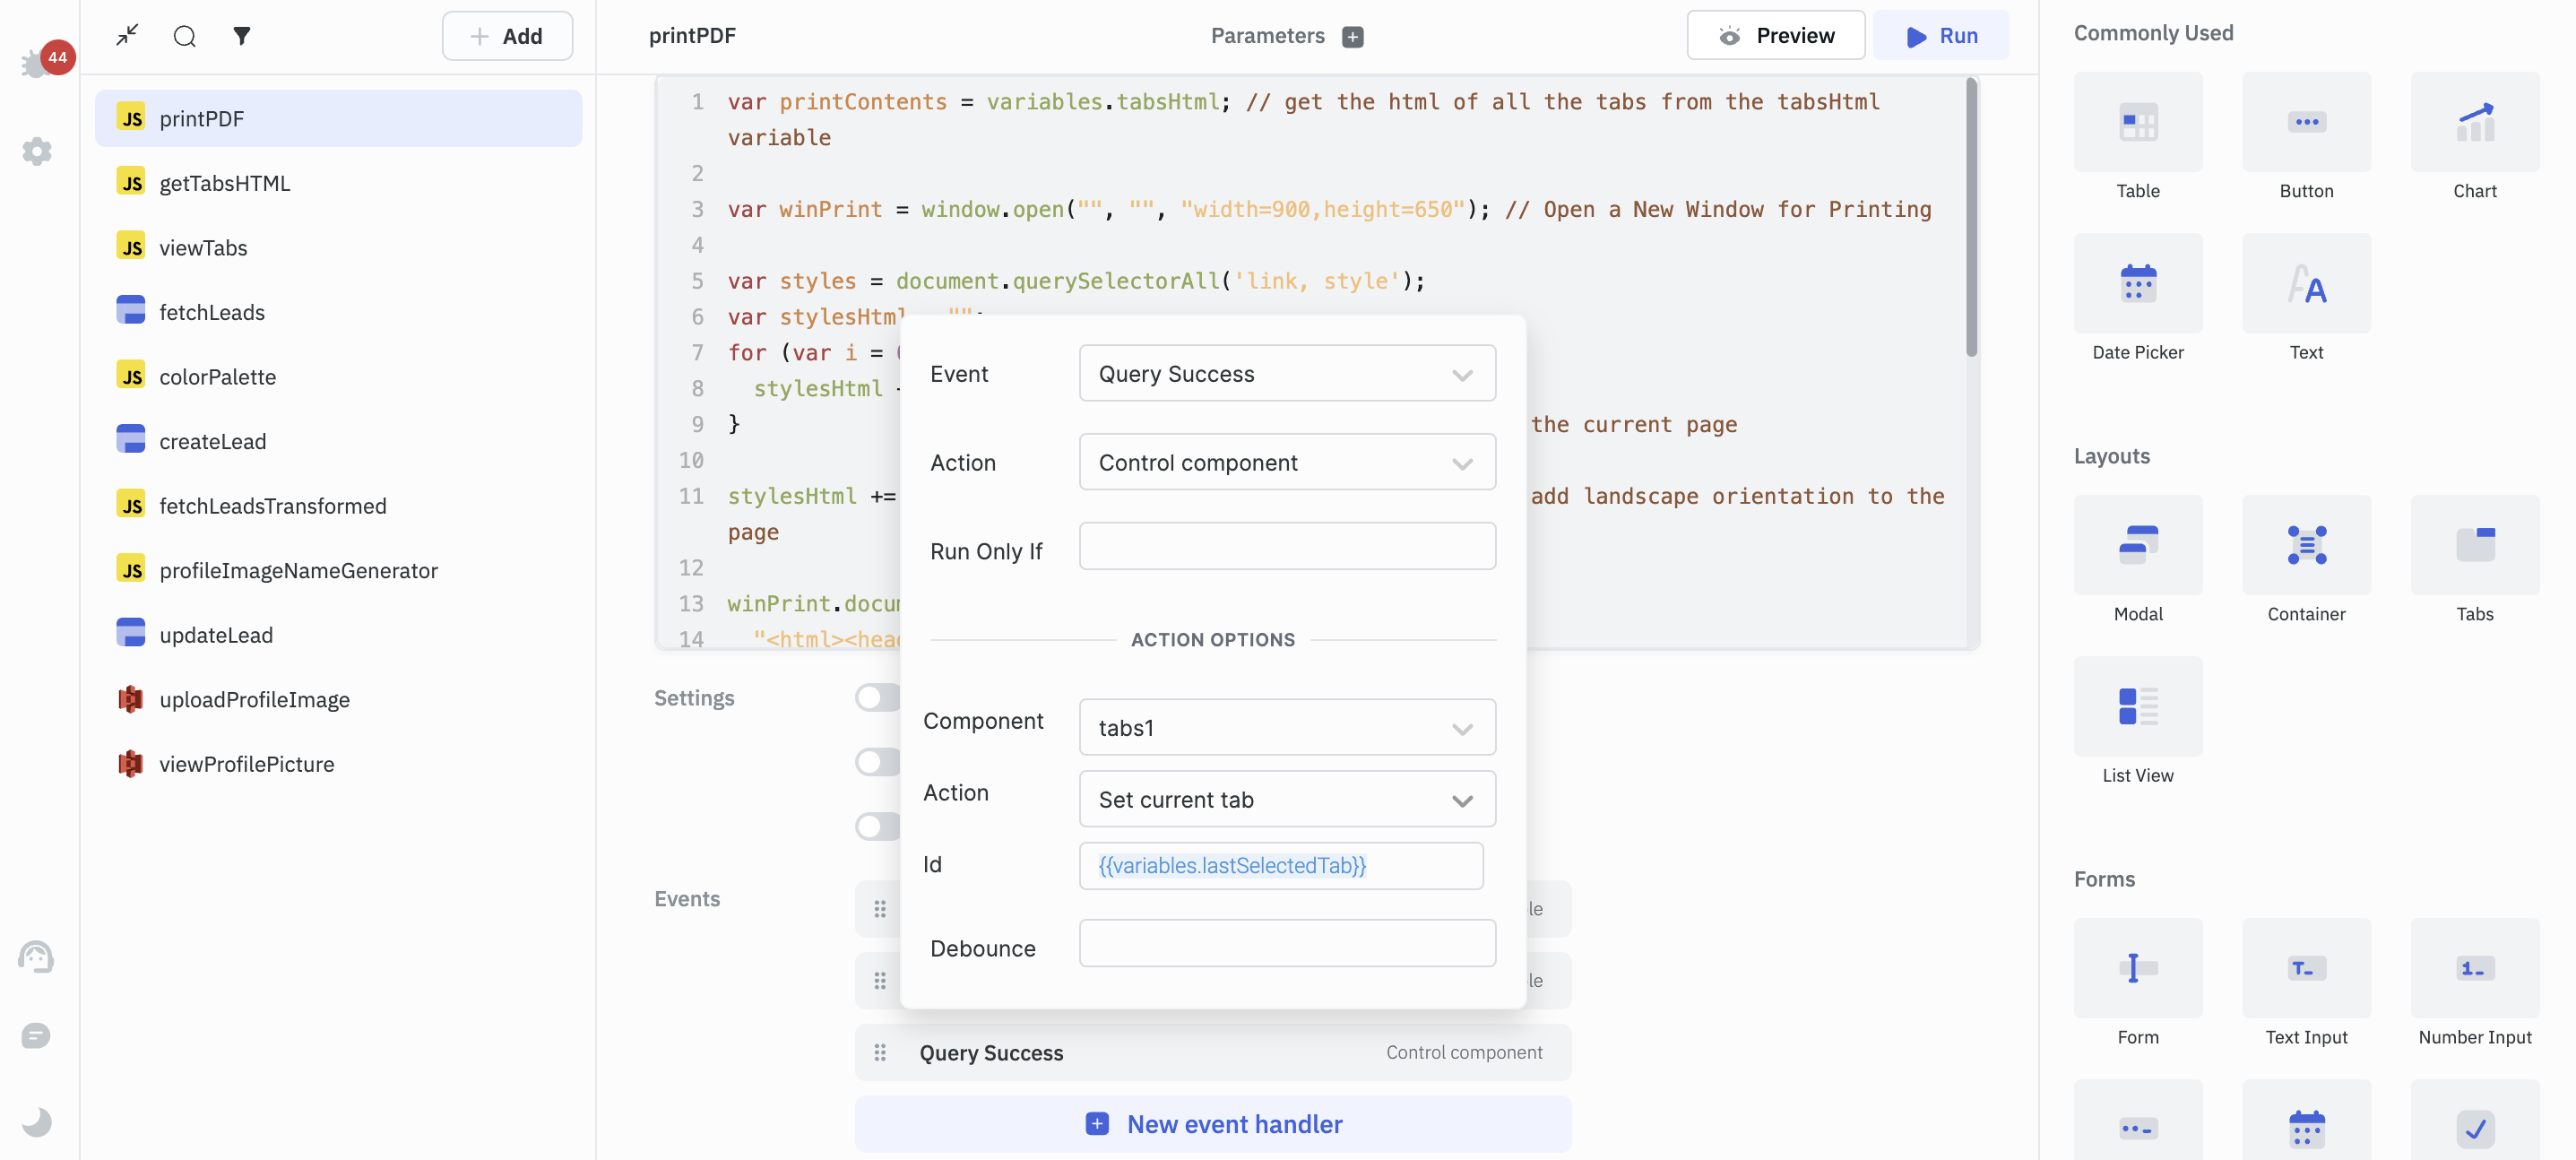 44
Add
JS printPDF
JS getTabsHTML
JS viewTabs
fetchLeads
JS colorPalette
createLead
JS fetchLeadsTransformed
JS profileImageNameGenerator
updateLead
uploadProfileImage
viewProfilePicture
printPDF
Parameters
Preview
Run
1 var printContents = variables.tabsHtml; // get the html of all the tabs from the tabsHtml
variable
2
3 var winPrint = window.open("", "", "width=900,height=650"); // Open a New Window for Printing
4
5 var styles = document.querySelectorAll('link, style');
6 var stylesHtml = "";
7 for (var i =
8 stylesHtml
9 } the current page
10
11 stylesHtml += add landscape orientation to the
page
12
13 winPrint.docum
14 "<html><head
Event Query Success
Action Control component
Run Only If
ACTION OPTIONS
Component tabs1
Action Set current tab
Id {{variables.lastSelectedTab}}
Debounce
Settings
Events
le
le
Query Success Control component
New event handler
Commonly Used
Table Button Chart
Date Picker Text
Layouts
Modal Container Tabs
List View
Forms
Form Text Input Number Input